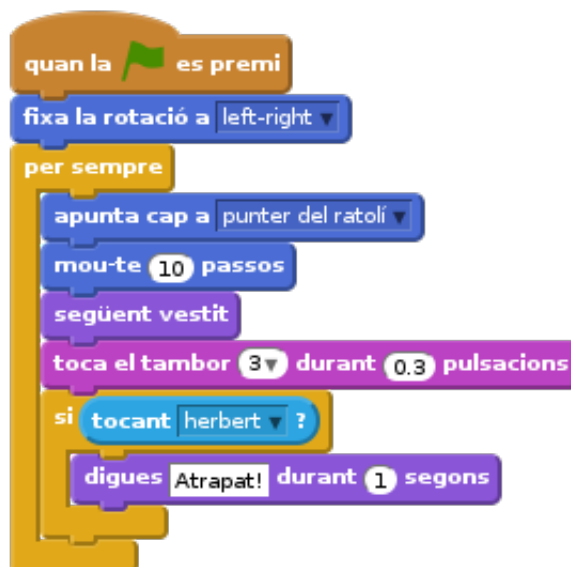 quan la es premi
fixa la rotació a left-right
per sempre
apunta cap a punter del ratolí
mou-te 10 passos
següent vestit
toca el tambor 3 durant 0.3 pulsacions
si tocant herbert ?
digues Atrapat! durant 1 segons